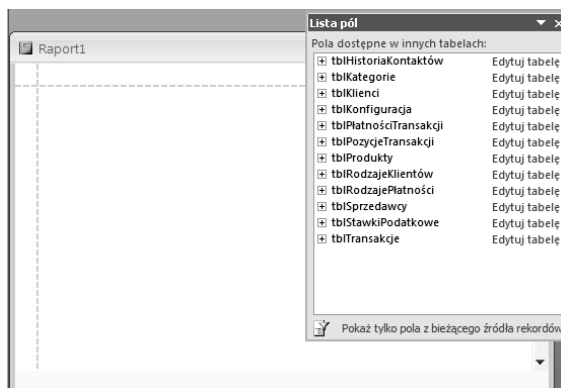 Raport1
Lista pól
Pola dostępne w innych tabelach:
tblHistoriaKontaktów Edytuj tabelę
tblKategorie Edytuj tabelę
tblKlienci Edytuj tabelę
tblKonfiguracja Edytuj tabelę
tblPłatnościTransakcji Edytuj tabelę
tblPozycjeTransakcji Edytuj tabelę
tblProdukty Edytuj tabelę
tblRodzajeKlientów Edytuj tabelę
tblRodzajePłatności Edytuj tabelę
tblSprzedawcy Edytuj tabelę
tblStawkiPodatkowe Edytuj tabelę
tblTransakcje Edytuj tabelę
Pokaż tylko pola z bieżącego źródła rekordów